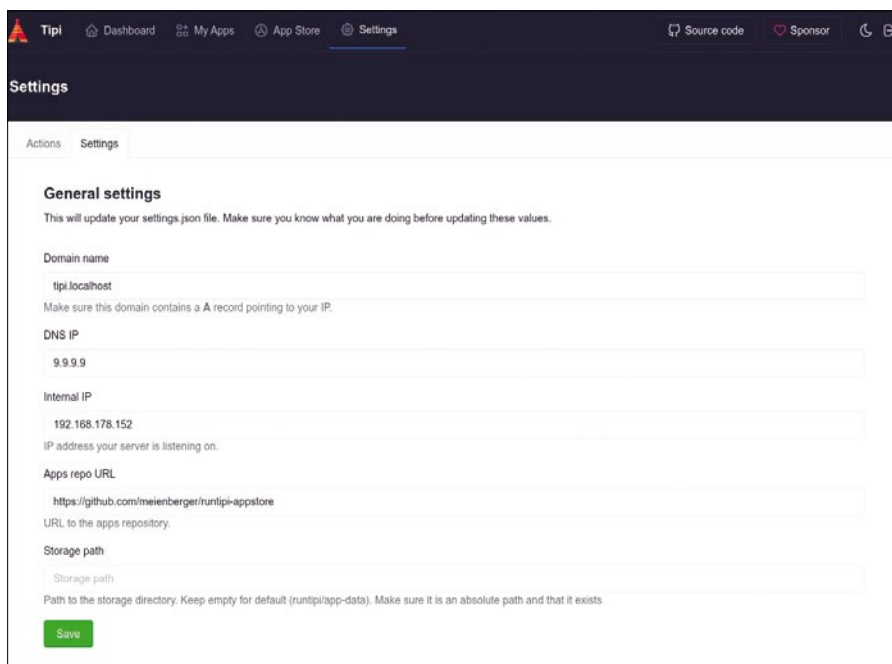 Tipi Dashboard My Apps App Store Settings Source code Sponsor
Settings
Actions Settings
General settings
This will update your settings.json file. Make sure you know what you are doing before updating these values.
Domain name
tipi.localhost
Make sure this domain contains a A record pointing to your IP.
DNS IP
9.9.9.9
Internal IP
192.168.178.152
IP address your server is listening on.
Apps repo URL
https://github.com/meienberger/runtipi-appstore
URL to the apps repository.
Storage path
Storage path
Path to the storage directory. Keep empty for default (runtipi/app-data). Make sure it is an absolute path and that it exists
Save